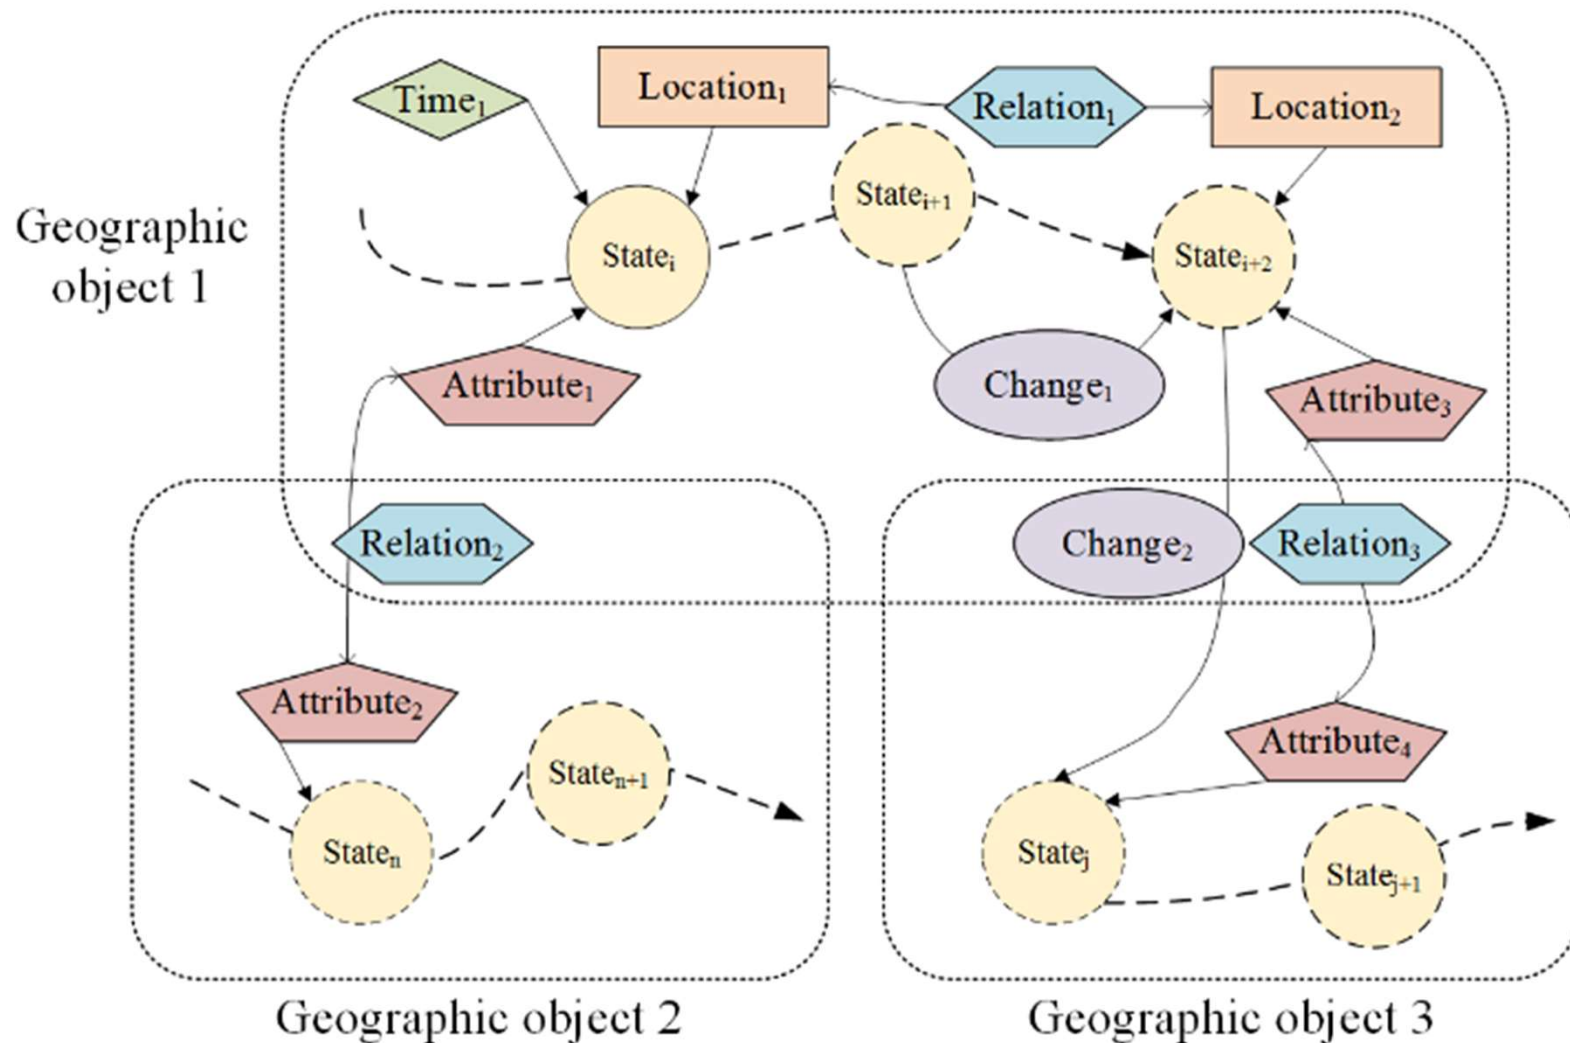 Time₁
Location₁
Relation₁
Location₂
Stateᵢ₊₁
Geographic
object 1
Stateᵢ
Stateᵢ₊₂
Attribute₁
Change₁
Attribute₃
Relation₂
Change₂
Relation₃
Attribute₂
Attribute₄
Stateₙ₊₁
Stateₙ
Stateⱼ
Stateⱼ₊₁
Geographic object 2
Geographic object 3